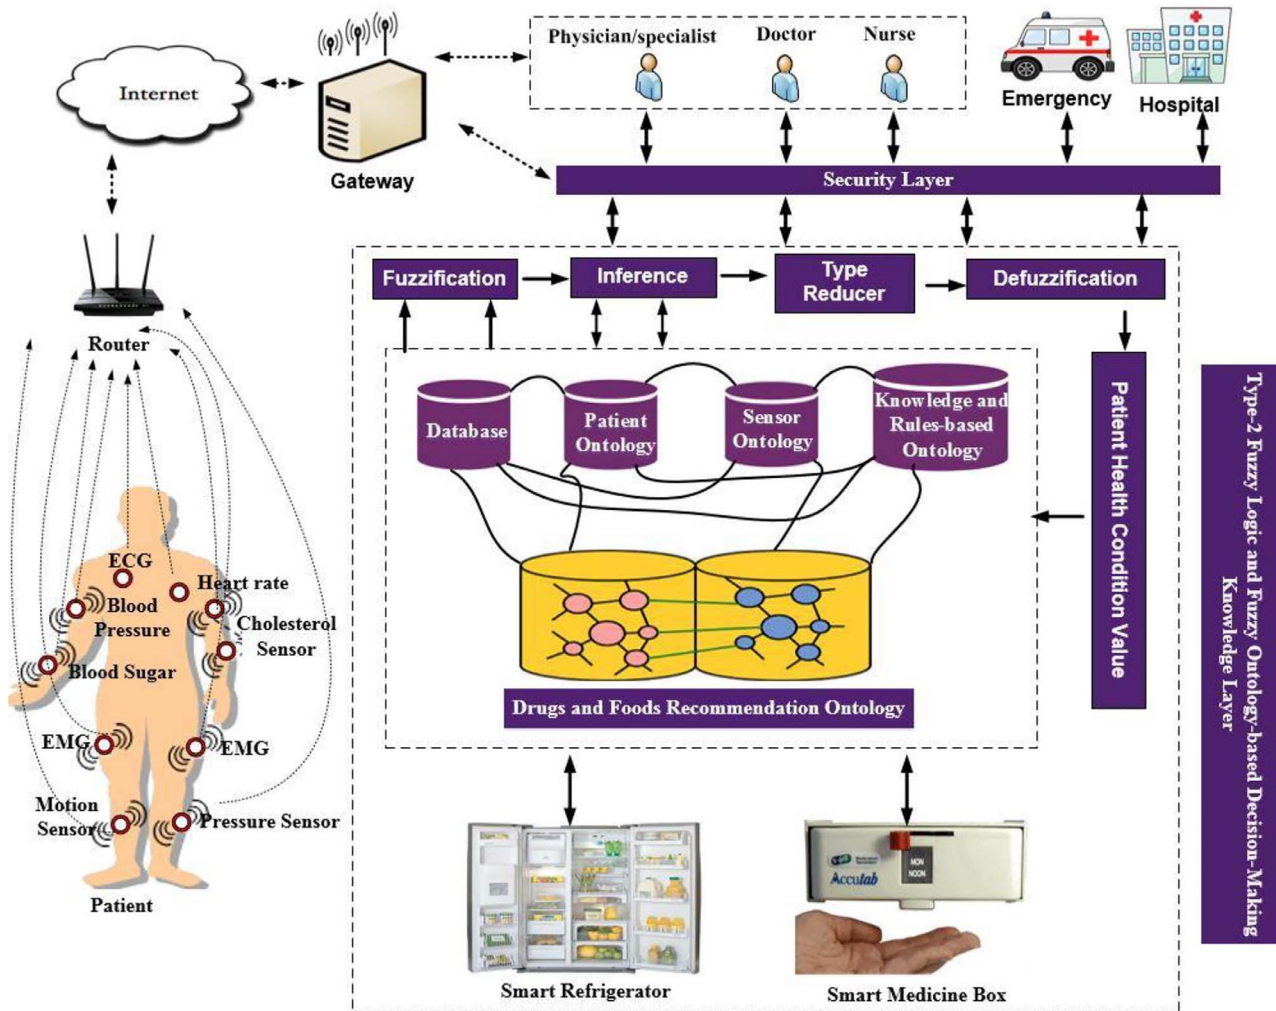 Physician/specialist
Doctor
Nurse
Internet
Gateway
Emergency
Hospital
Security Layer
Router
Fuzzification
Inference
Type
Reducer
Defuzzification
Database
Patient
Ontology
Sensor
Ontology
Knowledge and
Rules-based
Ontology
Patient Health Condition Value
Type-2 Fuzzy Logic and Fuzzy Ontology-based Decision-Making
Knowledge Layer
Drugs and Foods Recommendation Ontology
ECG
Heart rate
Blood
Pressure
Cholesterol
Sensor
Blood Sugar
EMG
EMG
Motion
Sensor
Pressure Sensor
Patient
Acculab
MON
NOON
Smart Refrigerator
Smart Medicine Box